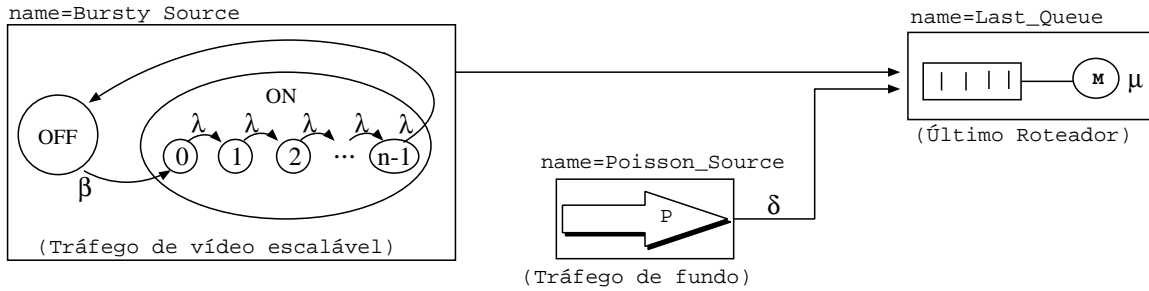 name=Bursty Source
OFF
β
ON
λ λ λ λ λ
0 1 2 ... n-1
(Tráfego de vídeo escalável)
name=Poisson_Source
P
δ
(Tráfego de fundo)
name=Last_Queue
M
μ
(Último Roteador)